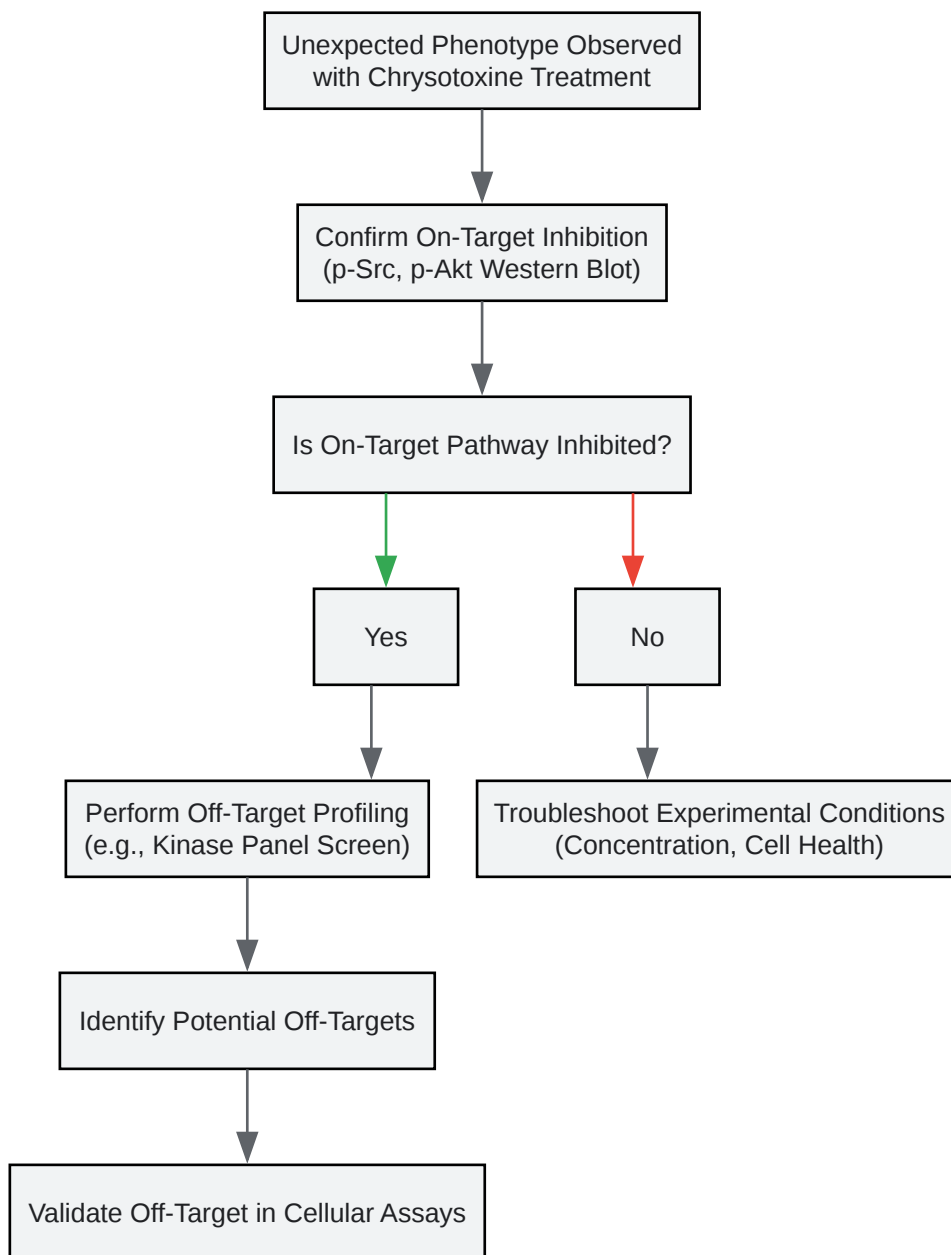 Unexpected Phenotype Observed
with Chrysotoxine Treatment
Confirm On-Target Inhibition
(p-Src, p-Akt Western Blot)
Is On-Target Pathway Inhibited?
Yes
No
Perform Off-Target Profiling
(e.g., Kinase Panel Screen)
Troubleshoot Experimental Conditions
(Concentration, Cell Health)
Identify Potential Off-Targets
Validate Off-Target in Cellular Assays